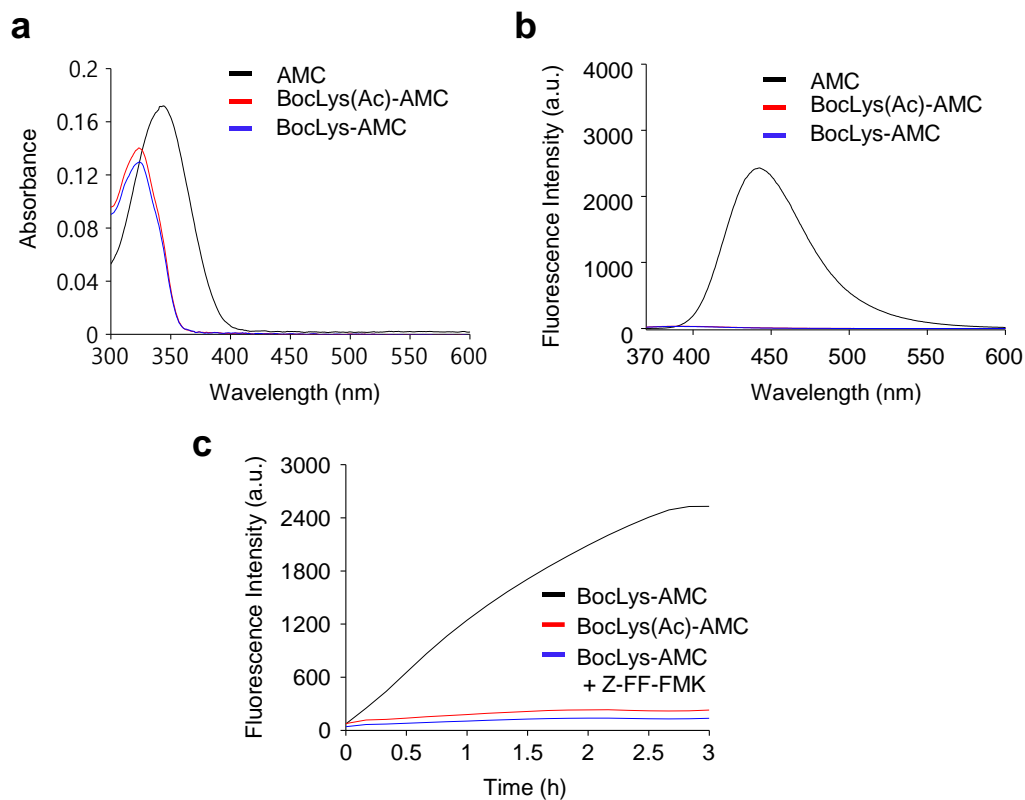 a
0.2
0.16
0.12
0.08
0.04
0
300
350
400
450
500
550
600
Absorbance
Wavelength (nm)
AMC
BocLys(Ac)-AMC
BocLys-AMC
b
4000
3000
2000
1000
0
370
400
450
500
550
600
Fluorescence Intensity (a.u.)
Wavelength (nm)
AMC
BocLys(Ac)-AMC
BocLys-AMC
c
3000
2400
1800
1200
600
0
0
0.5
1
1.5
2
2.5
3
Fluorescence Intensity (a.u.)
Time (h)
BocLys-AMC
BocLys(Ac)-AMC
BocLys-AMC
+ Z-FF-FMK